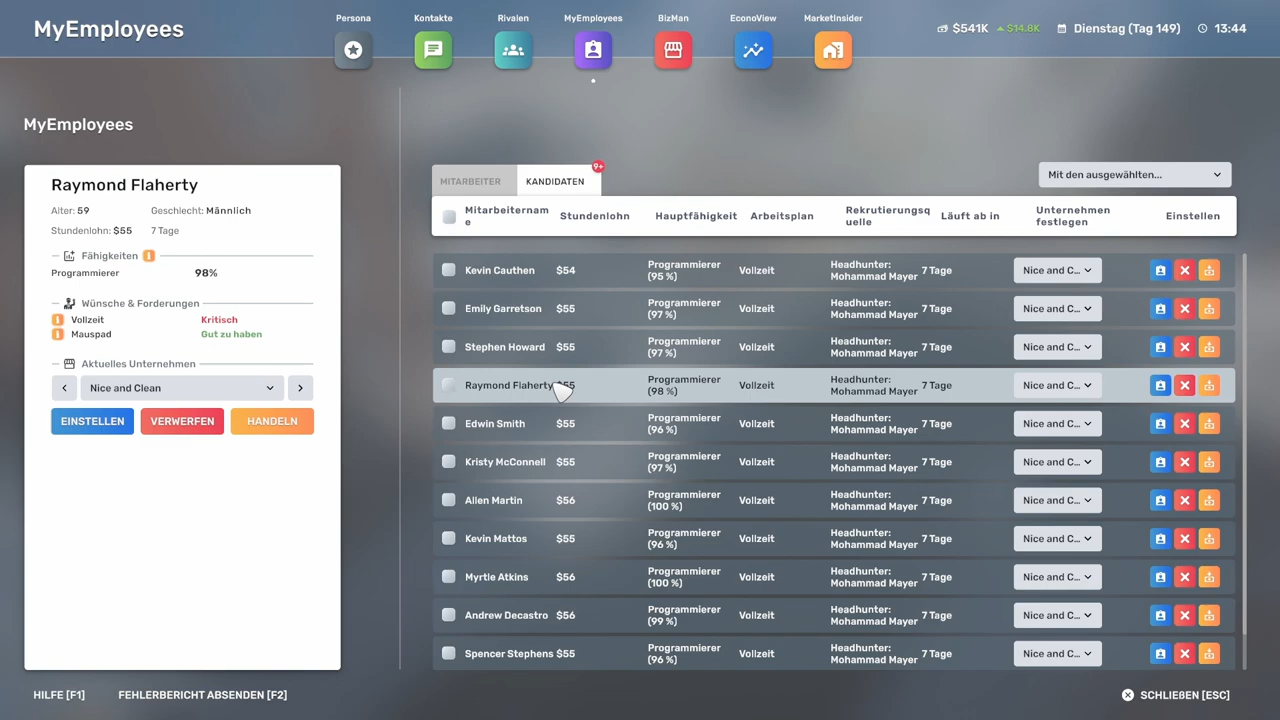 MyEmployees
Persona
Kontakte
Rivalen
MyEmployees
BizMan
EconoView
MarketInsider
$541K
$14.8K
Dienstag (Tag 149)
13:44
MyEmployees
Raymond Flaherty
Alter: 59
Geschlecht: Männlich
Stundenlohn: $55
7 Tage
Fähigkeiten
Programmierer 98%
Wünsche & Forderungen
Vollzeit Kritisch
Mauspad Gut zu haben
Aktuelles Unternehmen
Nice and Clean
EINSTELLEN
VERWERFEN
HANDELN
MITARBEITER
KANDIDATEN
9+
Mit den ausgewählten...
Mitarbeiternam
e
Stundenlohn
Hauptfähigkeit
Arbeitsplan
Rekrutierungsq
uelle
Läuft ab in
Unternehmen
festlegen
Einstellen
Kevin Cauthen $54 Programmierer Vollzeit Headhunter: 7 Tage Nice and C...
(95 %) Mohammad Mayer
Emily Garretson $55 Programmierer Vollzeit Headhunter: 7 Tage Nice and C...
(97 %) Mohammad Mayer
Stephen Howard $55 Programmierer Vollzeit Headhunter: 7 Tage Nice and C...
(97 %) Mohammad Mayer
Raymond Flaherty $55 Programmierer Vollzeit Headhunter: 7 Tage Nice and C...
(98 %) Mohammad Mayer
Edwin Smith $55 Programmierer Vollzeit Headhunter: 7 Tage Nice and C...
(96 %) Mohammad Mayer
Kristy McConnell $55 Programmierer Vollzeit Headhunter: 7 Tage Nice and C...
(97 %) Mohammad Mayer
Allen Martin $56 Programmierer Vollzeit Headhunter: 7 Tage Nice and C...
(100 %) Mohammad Mayer
Kevin Mattos $55 Programmierer Vollzeit Headhunter: 7 Tage Nice and C...
(96 %) Mohammad Mayer
Myrtle Atkins $56 Programmierer Vollzeit Headhunter: 7 Tage Nice and C...
(100 %) Mohammad Mayer
Andrew Decastro $56 Programmierer Vollzeit Headhunter: 7 Tage Nice and C...
(99 %) Mohammad Mayer
Spencer Stephens $55 Programmierer Vollzeit Headhunter: 7 Tage Nice and C...
(96 %) Mohammad Mayer
HILFE [F1]
FEHLERBERICHT ABSENDEN [F2]
SCHLIEßEN [ESC]